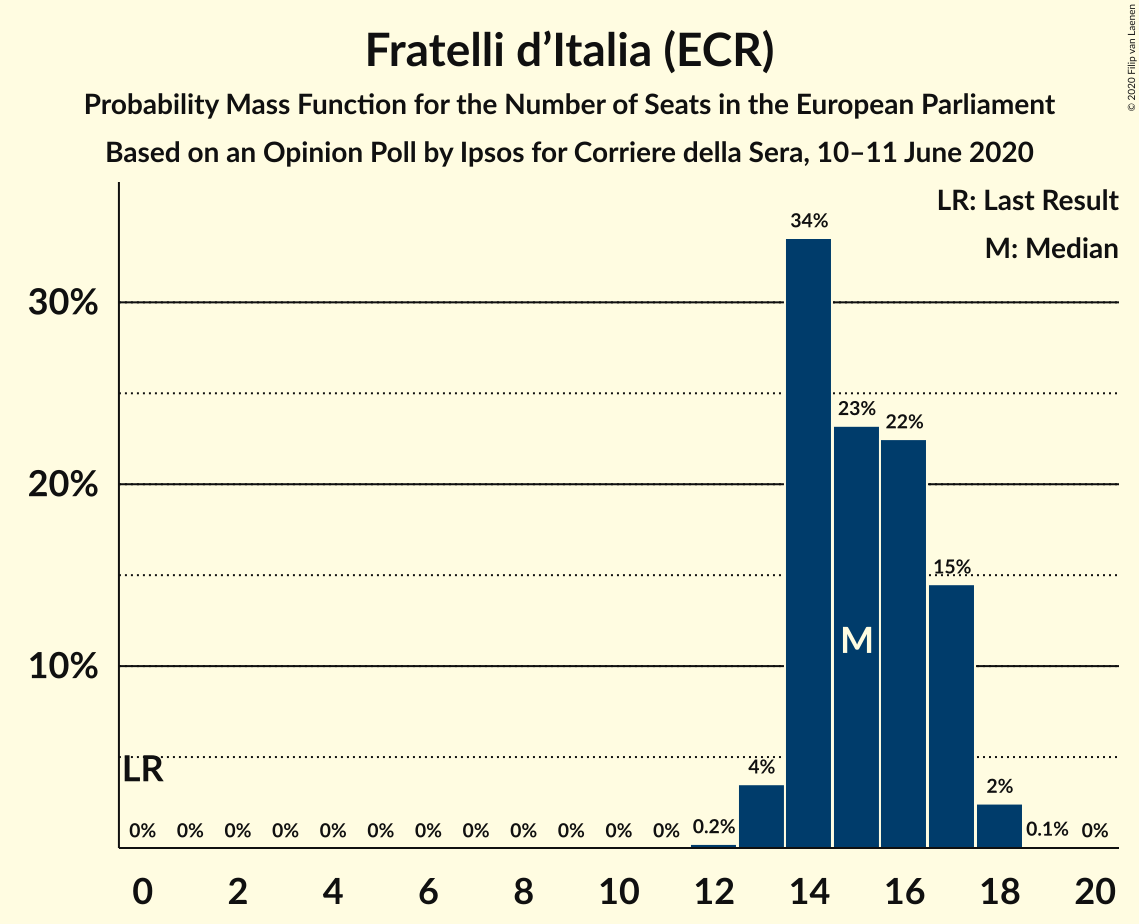 Fratelli d’Italia (ECR)
Probability Mass Function for the Number of Seats in the European Parliament
Based on an Opinion Poll by Ipsos for Corriere della Sera, 10–11 June 2020
© 2020 Filip van Laenen
LR: Last Result
M: Median
34%
30%
23%
22%
20%
15%
M
10%
LR
4%
2%
0% 0% 0% 0% 0% 0% 0% 0% 0% 0% 0% 0% 0.2% 0.1% 0%
0 2 4 6 8 10 12 14 16 18 20